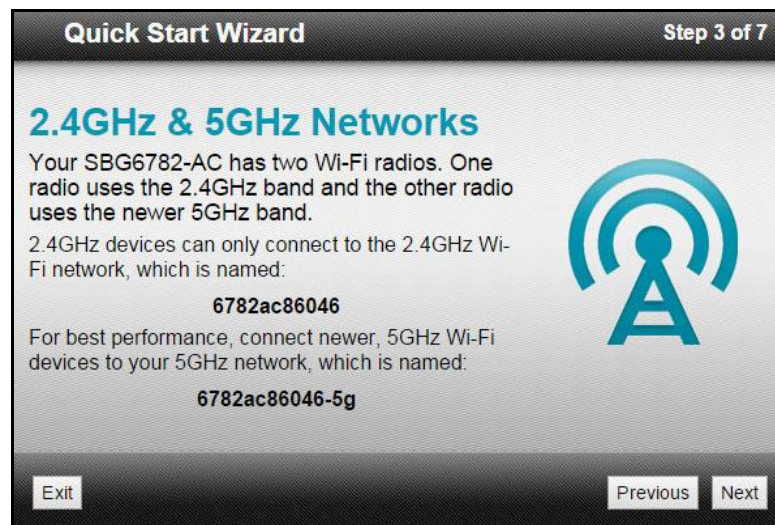 Quick Start Wizard
Step 3 of 7
2.4GHz & 5GHz Networks
Your SBG6782-AC has two Wi-Fi radios. One
radio uses the 2.4GHz band and the other radio
uses the newer 5GHz band.
2.4GHz devices can only connect to the 2.4GHz Wi-
Fi network, which is named:
6782ac86046
For best performance, connect newer, 5GHz Wi-Fi
devices to your 5GHz network, which is named:
6782ac86046-5g
Exit
Previous
Next